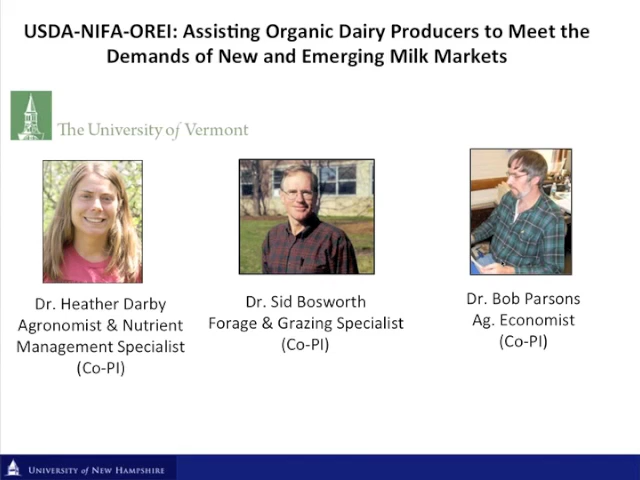 USDA-NIFA-OREI: Assisting Organic Dairy Producers to Meet the
Demands of New and Emerging Milk Markets
The University of Vermont
Dr. Heather Darby
Agronomist & Nutrient
Management Specialist
(Co-PI)
Dr. Sid Bosworth
Forage & Grazing Specialist
(Co-PI)
Dr. Bob Parsons
Ag. Economist
(Co-PI)
University of New Hampshire